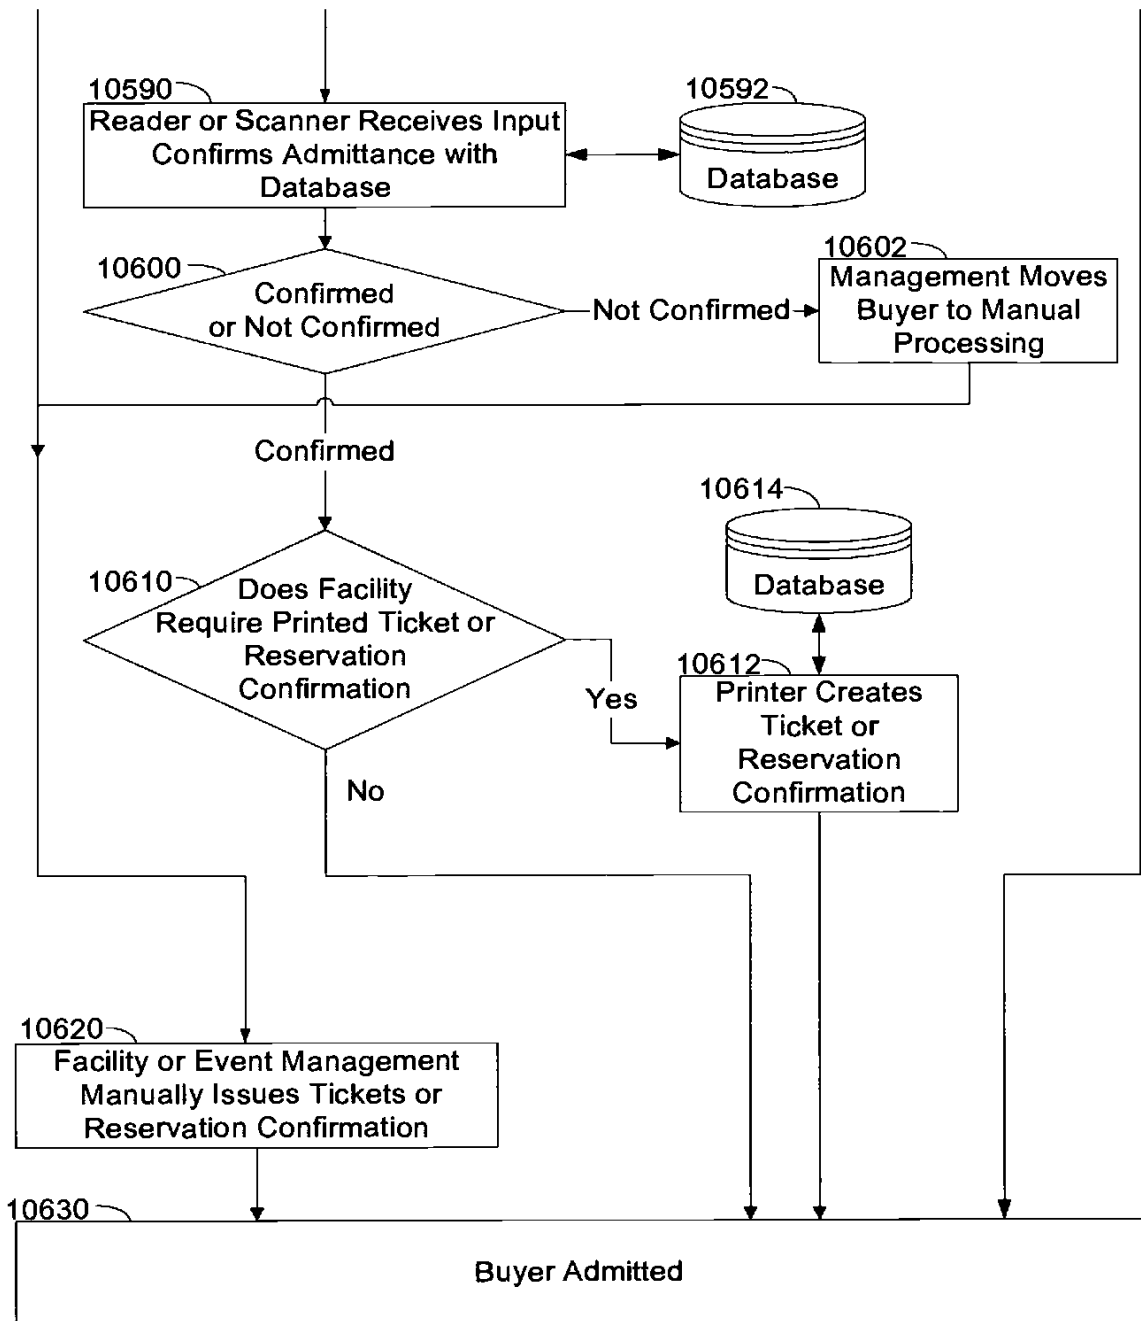 10590
Reader or Scanner Receives Input
Confirms Admittance with
Database
10592
Database
10600
Confirmed
or Not Confirmed
Not Confirmed
10602
Management Moves
Buyer to Manual
Processing
Confirmed
10610
Does Facility
Require Printed Ticket or
Reservation
Confirmation
Yes
No
10614
Database
10612
Printer Creates
Ticket or
Reservation
Confirmation
10620
Facility or Event Management
Manually Issues Tickets or
Reservation Confirmation
10630
Buyer Admitted